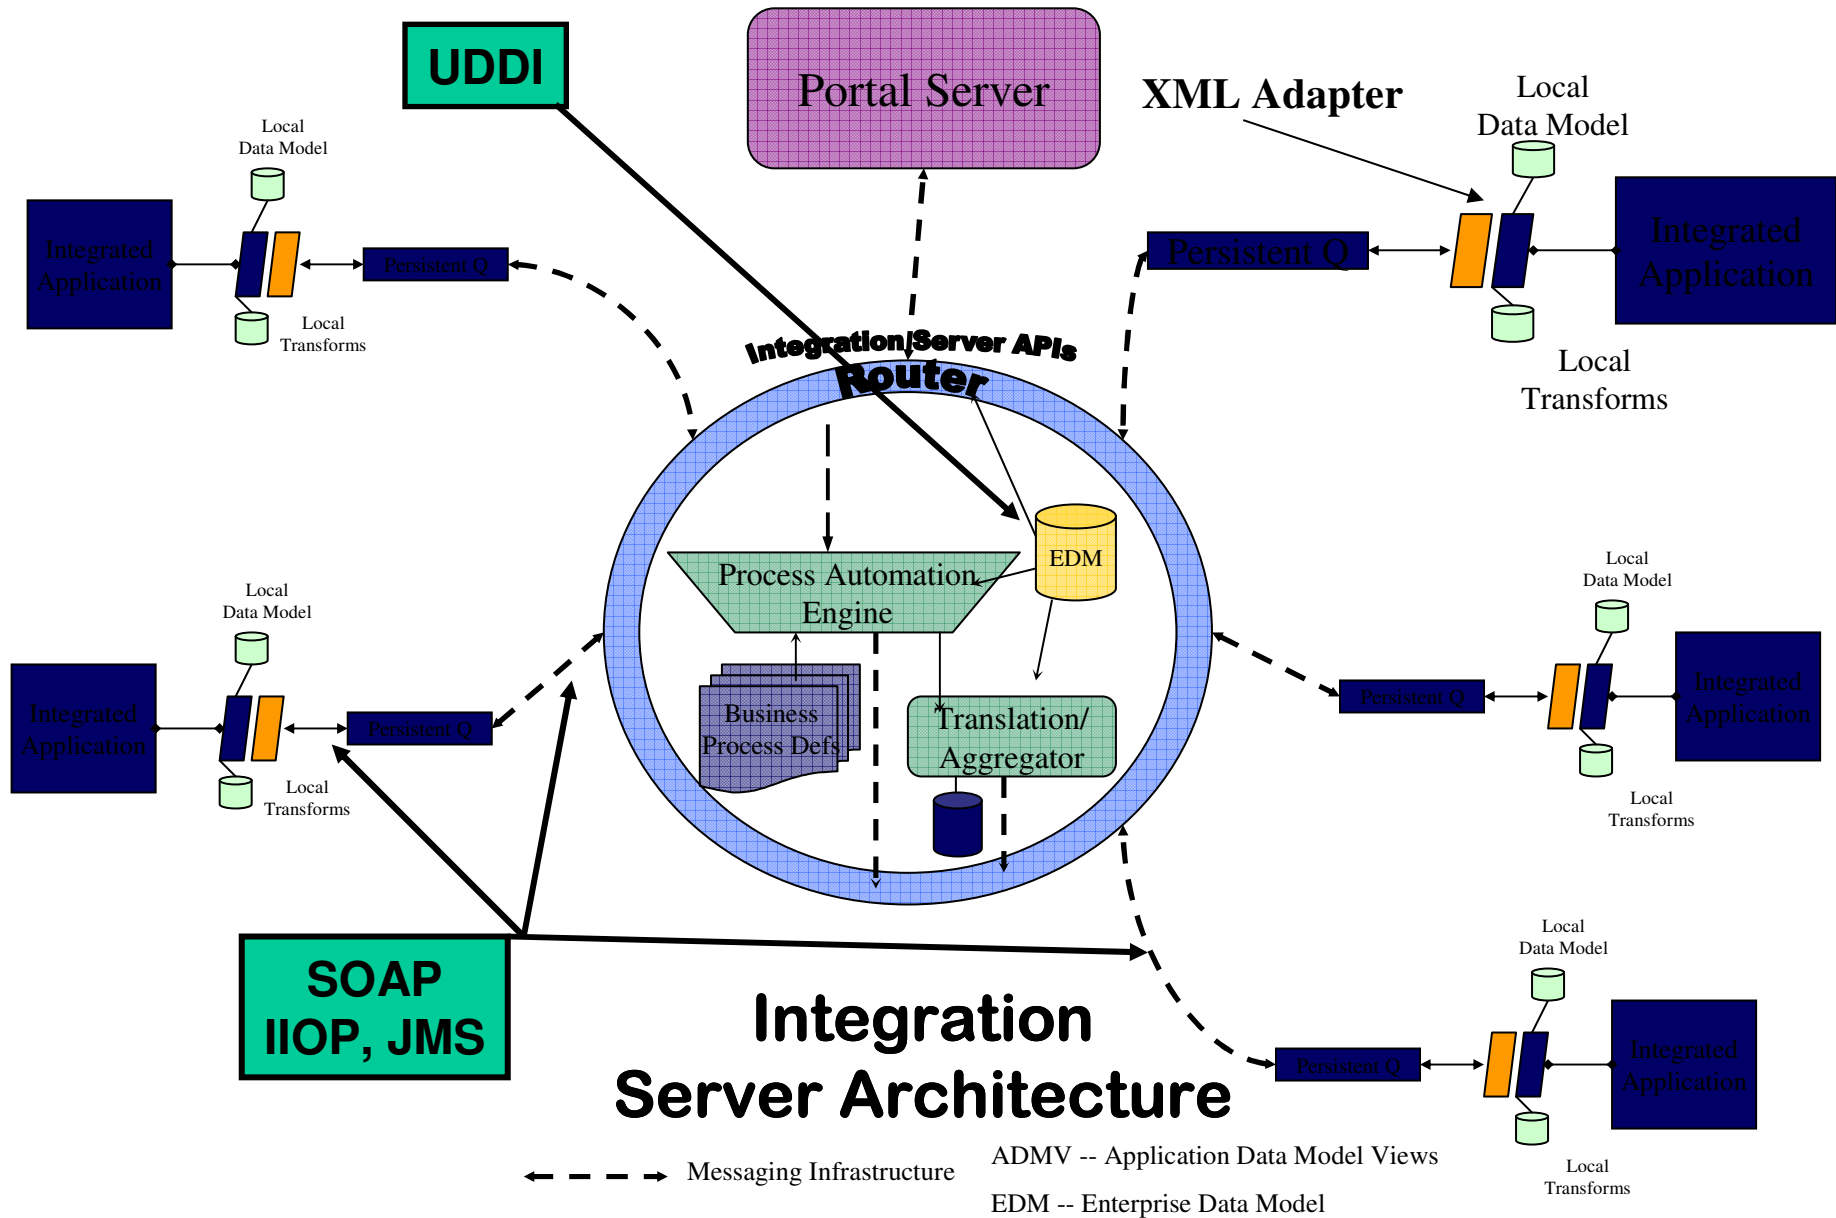 UDDI
Portal Server
XML Adapter
Local
Data Model
Integrated
Application
Persistent Q
Local
Transforms
Local
Data Model
Persistent Q
Integrated
Application
Local
Transforms
Integration/Server APIs
Router
EDM
Process Automation
Engine
Business
Process Defs
Translation/
Aggregator
Local
Data Model
Integrated
Application
Persistent Q
Local
Transforms
Local
Data Model
Persistent Q
Integrated
Application
Local
Transforms
SOAP
IIOP, JMS
Local
Data Model
Persistent Q
Integrated
Application
Local
Transforms
Integration
Server Architecture
Messaging Infrastructure
ADMV -- Application Data Model Views
EDM -- Enterprise Data Model